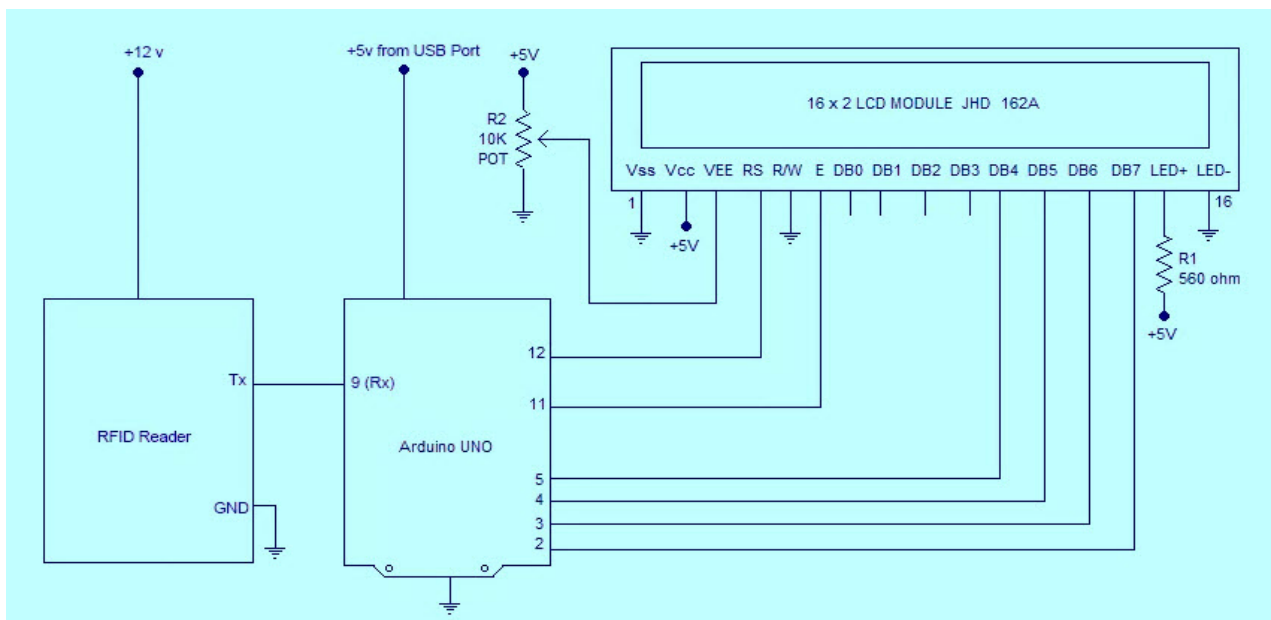 +12 v
+5v from USB Port
+5V
R2
10K
POT
16 x 2 LCD MODULE JHD 162A
Vss Vcc VEE RS R/W E DB0 DB1 DB2 DB3 DB4 DB5 DB6 DB7 LED+ LED-
1
16
+5V
R1
560 ohm
+5V
Tx
GND
RFID Reader
9 (Rx)
Arduino UNO
12
11
5
4
3
2